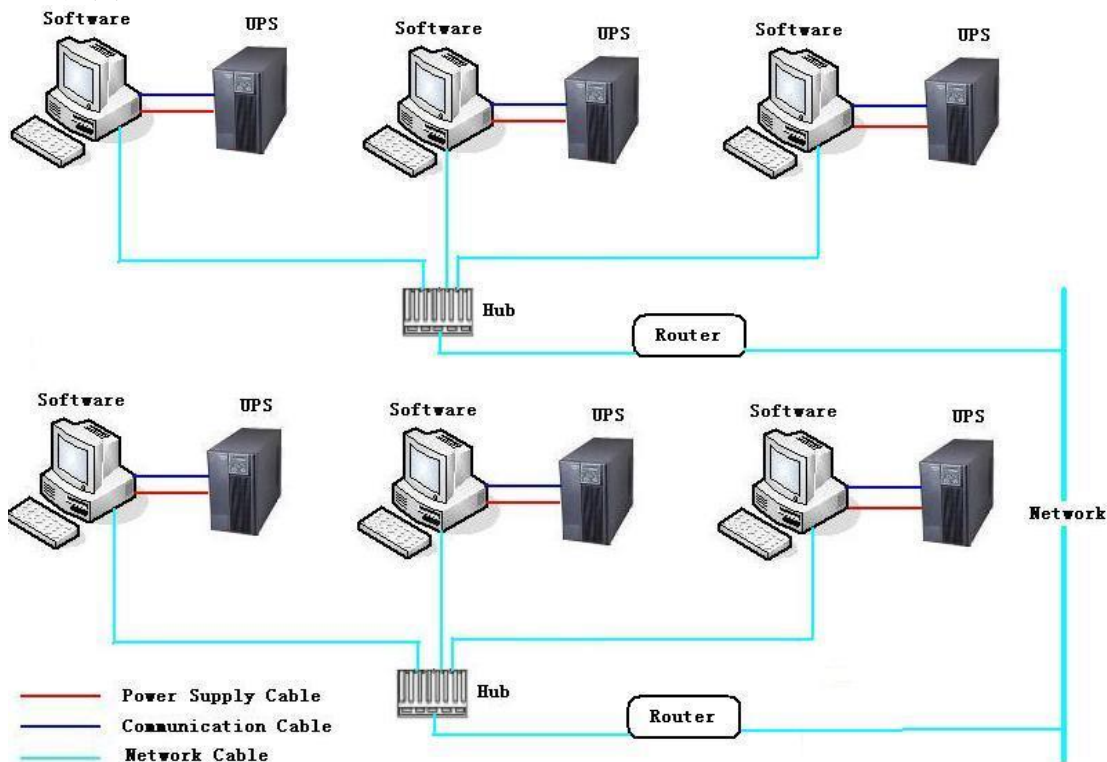 Software
UPS
Software
UPS
Software
UPS
Hub
Router
Software
UPS
Software
UPS
Software
UPS
Network
Hub
Router
Power Supply Cable
Communication Cable
Network Cable